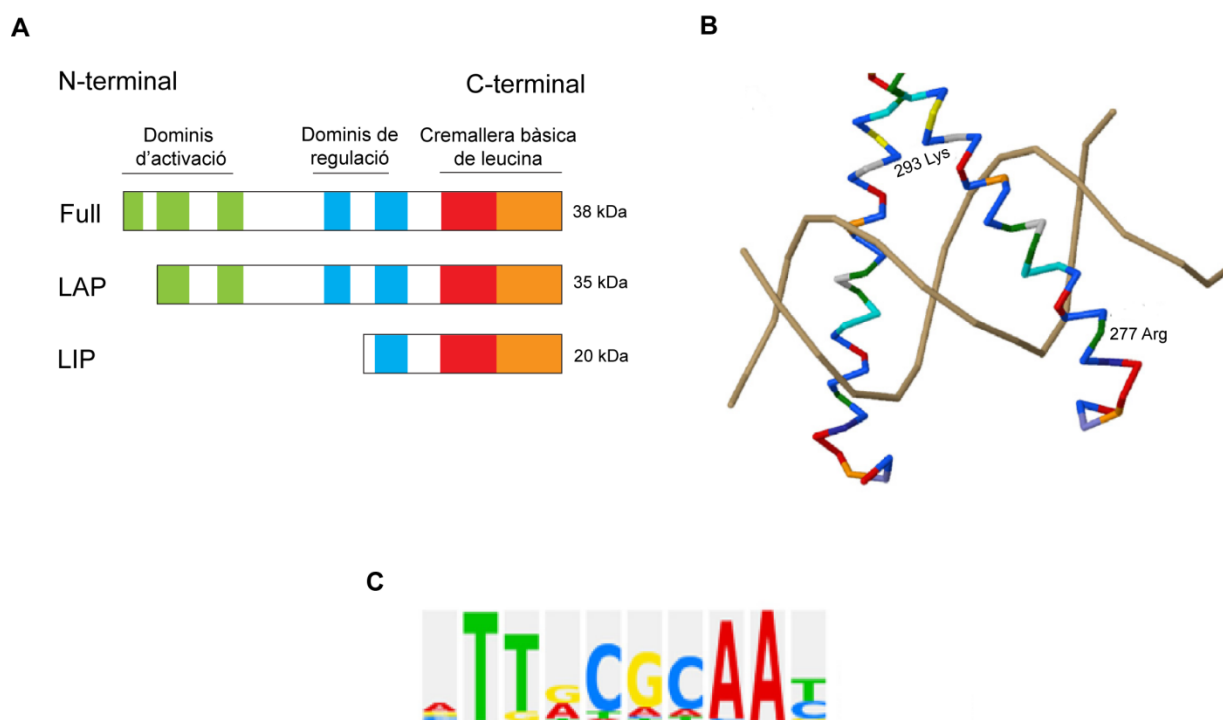 A
N-terminal
C-terminal
Dominis d'activació
Dominis de regulació
Cremallera bàsica de leucina
Full
38 kDa
LAP
35 kDa
LIP
20 kDa
B
293 Lys
277 Arg
C
A T T G C G C A A T